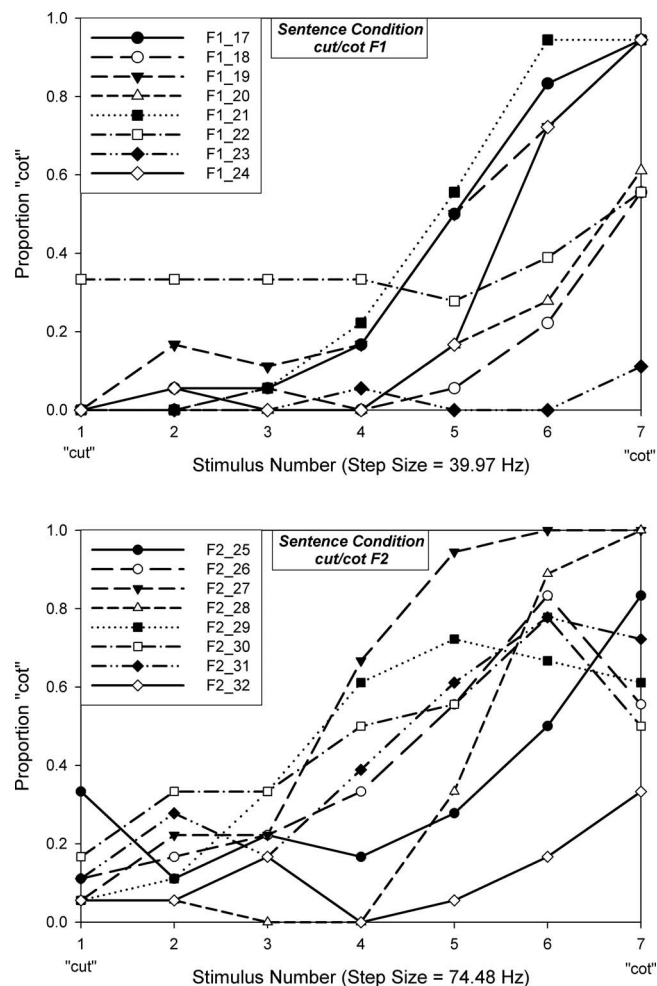 Sentence Condition
cut/cot F1
F1_17
F1_18
F1_19
F1_20
F1_21
F1_22
F1_23
F1_24
Proportion "cot"
1.0
0.8
0.6
0.4
0.2
0.0
1 2 3 4 5 6 7
"cut" "cot"
Stimulus Number (Step Size = 39.97 Hz)
Sentence Condition
cut/cot F2
F2_25
F2_26
F2_27
F2_28
F2_29
F2_30
F2_31
F2_32
Proportion "cot"
1.0
0.8
0.6
0.4
0.2
0.0
1 2 3 4 5 6 7
"cut" "cot"
Stimulus Number (Step Size = 74.48 Hz)